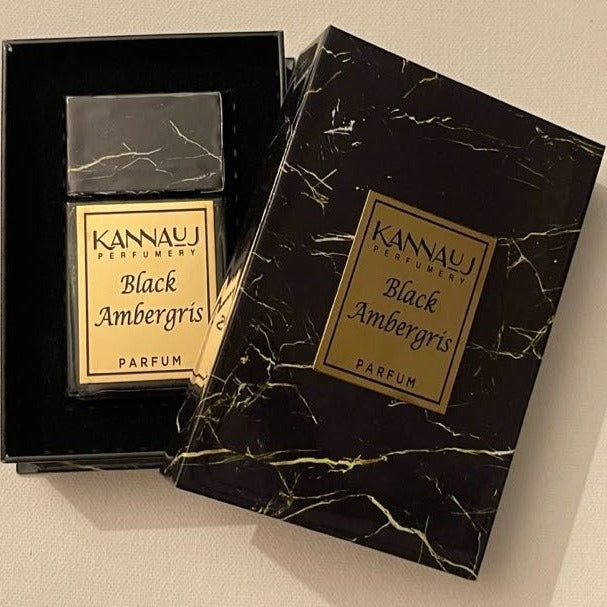 KANNAUJ
PERFUMERY
Black
Ambergris
PARFUM
KANNAUJ
PERFUMERY
Black
Ambergris
PARFUM